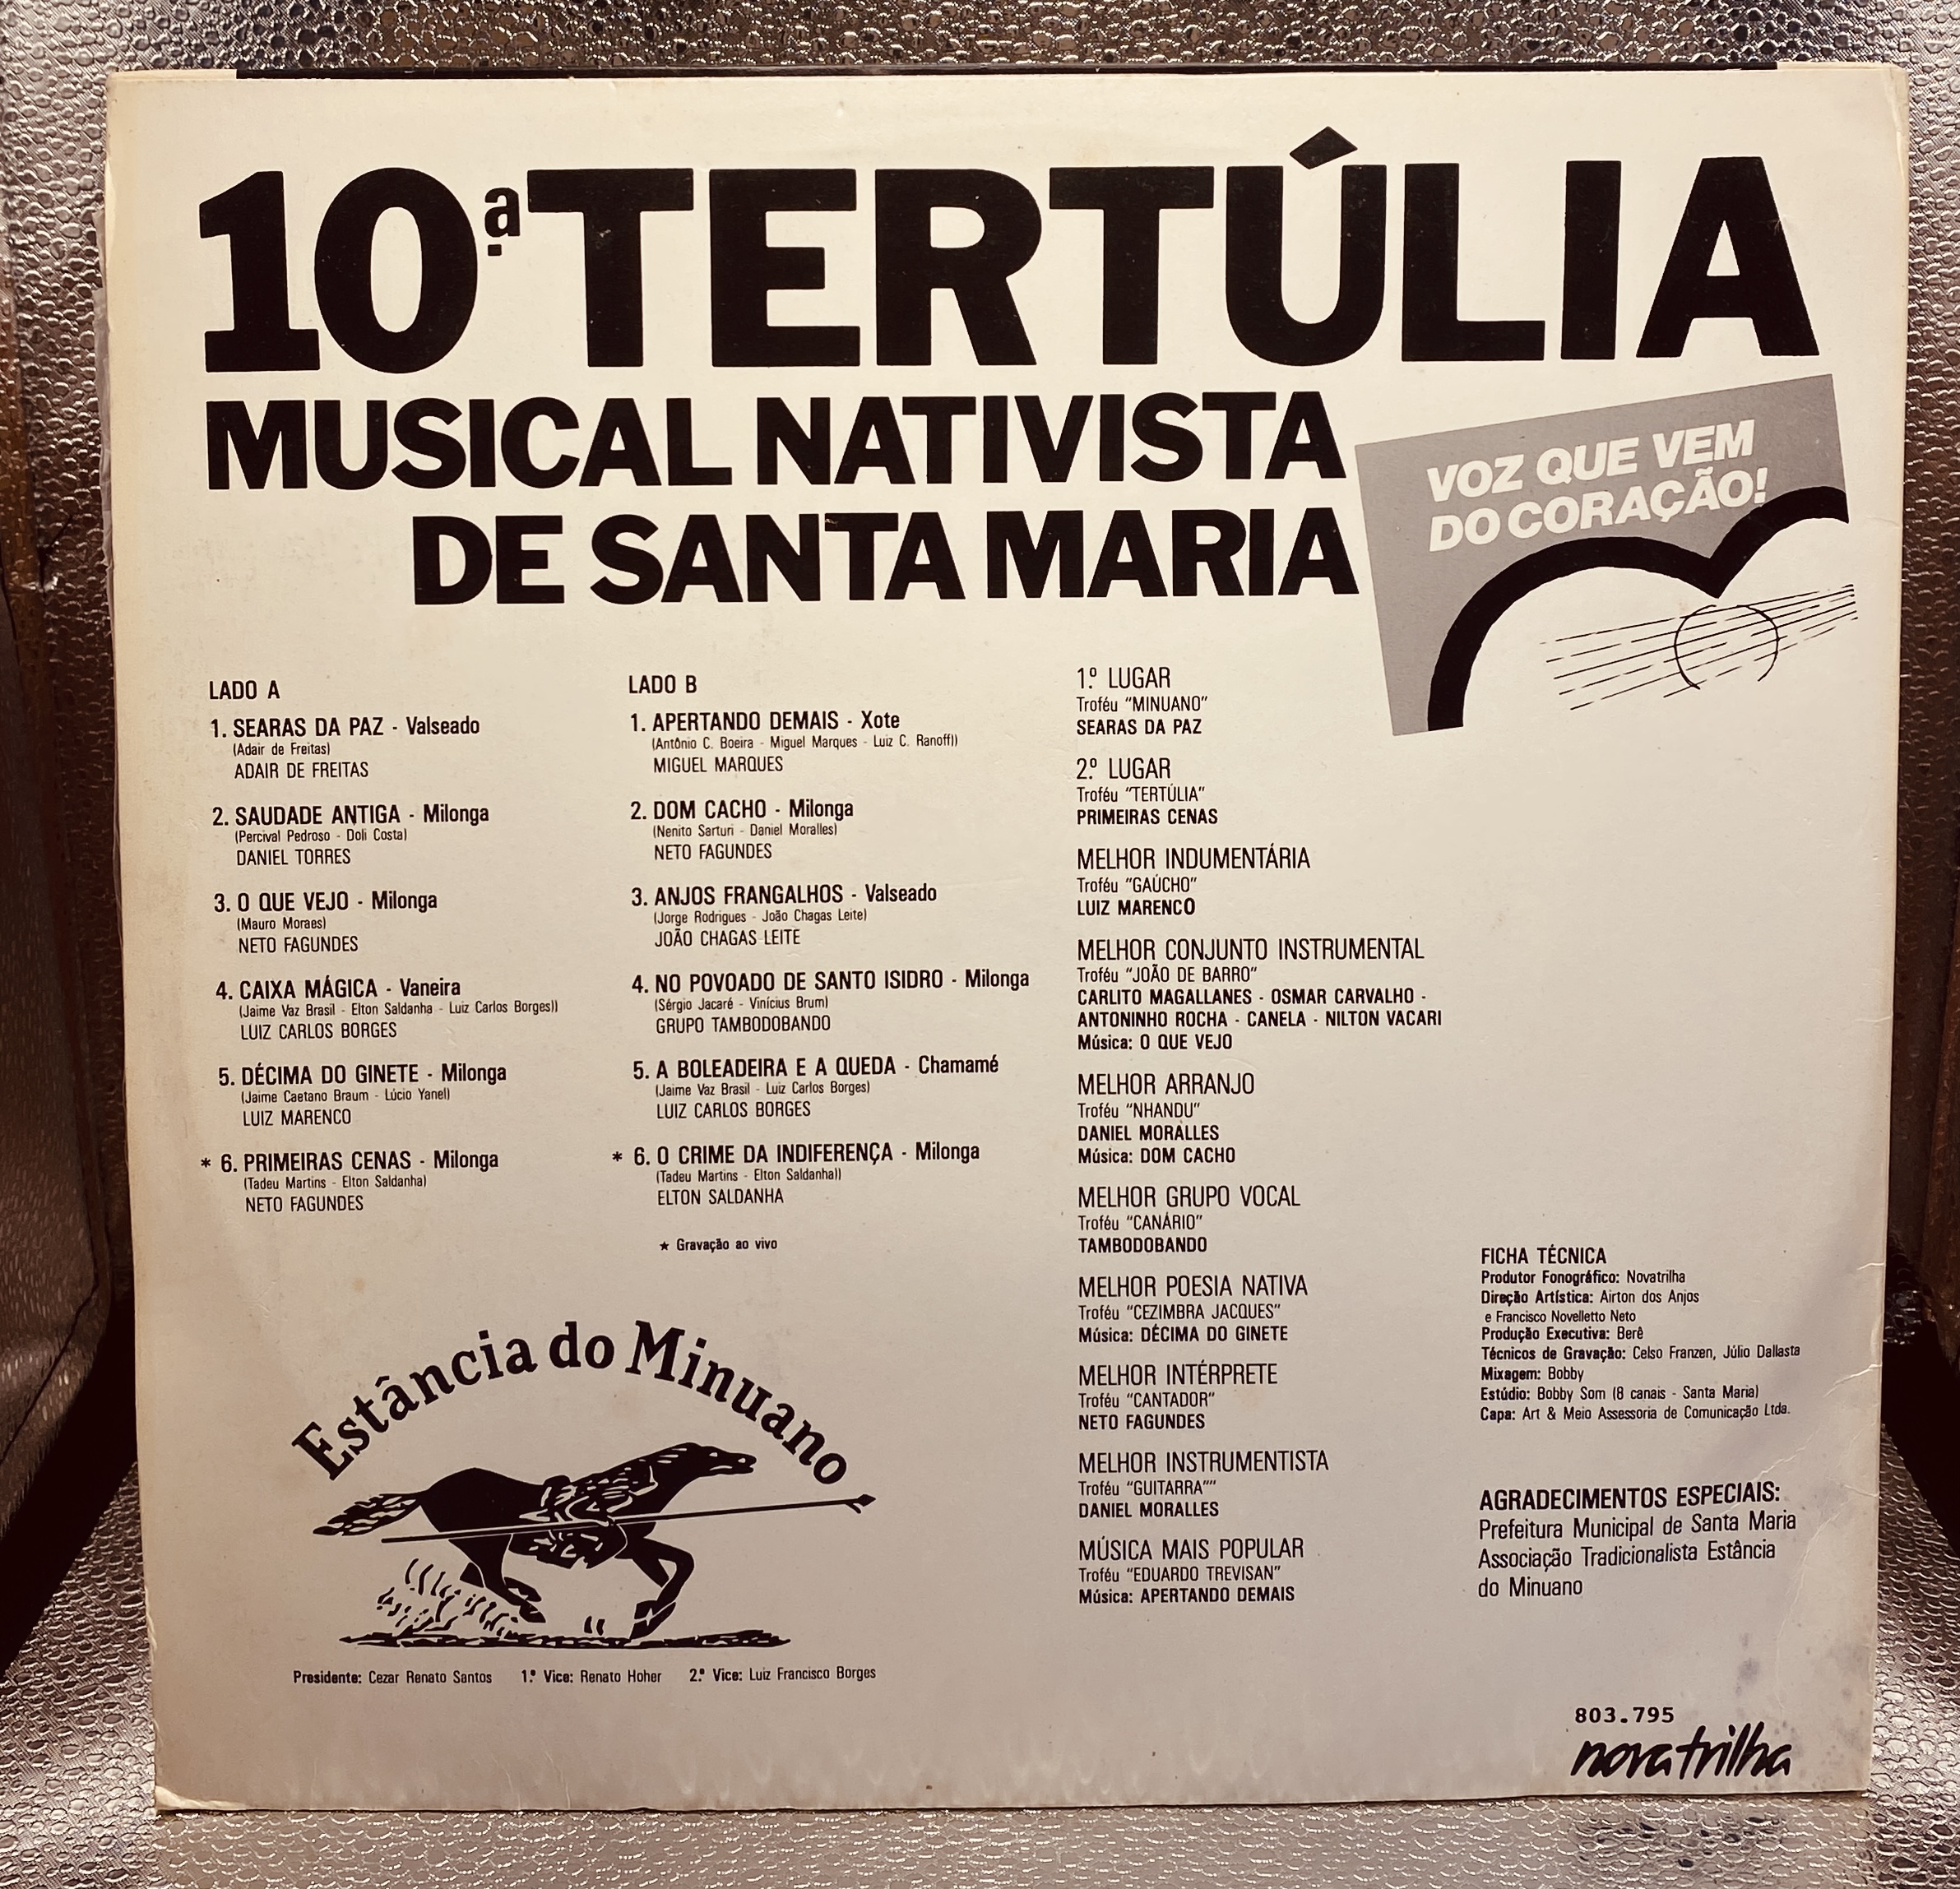 10ª TERTÚLIA
MUSICAL NATIVISTA
DE SANTA MARIA
VOZ QUE VEM
DO CORAÇÃO!
LADO A
1. SEARAS DA PAZ - Valseado
(Adair de Freitas)
ADAIR DE FREITAS
2. SAUDADE ANTIGA - Milonga
(Percival Pedroso - Doli Costa)
DANIEL TORRES
3. O QUE VEJO - Milonga
(Mauro Moraes)
NETO FAGUNDES
4. CAIXA MÁGICA - Vaneira
(Jaime Vaz Brasil - Elton Saldanha - Luiz Carlos Borges))
LUIZ CARLOS BORGES
5. DÉCIMA DO GINETE - Milonga
(Jaime Caetano Braum - Lúcio Yanel)
LUIZ MARENCO
* 6. PRIMEIRAS CENAS - Milonga
(Tadeu Martins - Elton Saldanha)
NETO FAGUNDES
LADO B
1. APERTANDO DEMAIS - Xote
(Antônio C. Boeira - Miguel Marques - Luiz C. Ranoff))
MIGUEL MARQUES
2. DOM CACHO - Milonga
(Nenito Sarturi - Daniel Moralles)
NETO FAGUNDES
3. ANJOS FRANGALHOS - Valseado
(Jorge Rodrigues - João Chagas Leite)
JOÃO CHAGAS LEITE
4. NO POVOADO DE SANTO ISIDRO - Milonga
(Sérgio Jacaré - Vinícius Brum)
GRUPO TAMBODOBANDO
5. A BOLEADEIRA E A QUEDA - Chamamé
(Jaime Vaz Brasil - Luiz Carlos Borges)
LUIZ CARLOS BORGES
* 6. O CRIME DA INDIFERENÇA - Milonga
(Tadeu Martins - Elton Saldanha))
ELTON SALDANHA
★ Gravação ao vivo
1.º LUGAR
Troféu "MINUANO"
SEARAS DA PAZ
2.º LUGAR
Troféu "TERTÚLIA"
PRIMEIRAS CENAS
MELHOR INDUMENTÁRIA
Troféu "GAÚCHO"
LUIZ MARENCO
MELHOR CONJUNTO INSTRUMENTAL
Troféu "JOÃO DE BARRO"
CARLITO MAGALLANES - OSMAR CARVALHO -
ANTONINHO ROCHA - CANELA - NILTON VACARI
Música: O QUE VEJO
MELHOR ARRANJO
Troféu "NHANDU"
DANIEL MORALLES
Música: DOM CACHO
MELHOR GRUPO VOCAL
Troféu "CANÁRIO"
TAMBODOBANDO
MELHOR POESIA NATIVA
Troféu "CEZIMBRA JACQUES"
Música: DÉCIMA DO GINETE
MELHOR INTÉRPRETE
Troféu "CANTADOR"
NETO FAGUNDES
MELHOR INSTRUMENTISTA
Troféu "GUITARRA""
DANIEL MORALLES
MÚSICA MAIS POPULAR
Troféu "EDUARDO TREVISAN"
Música: APERTANDO DEMAIS
FICHA TÉCNICA
Produtor Fonográfico: Novatrilha
Direção Artística: Airton dos Anjos
e Francisco Novelletto Neto
Produção Executiva: Berê
Técnicos de Gravação: Celso Franzen, Júlio Dallasta
Mixagem: Bobby
Estúdio: Bobby Som (8 canais - Santa Maria)
Capa: Art & Meio Assessoria de Comunicação Ltda.
AGRADECIMENTOS ESPECIAIS:
Prefeitura Municipal de Santa Maria
Associação Tradicionalista Estância
do Minuano
Estância do Minuano
Presidente: Cezar Renato Santos 1.º Vice: Renato Hoher 2.º Vice: Luiz Francisco Borges
803.795
nova trilha